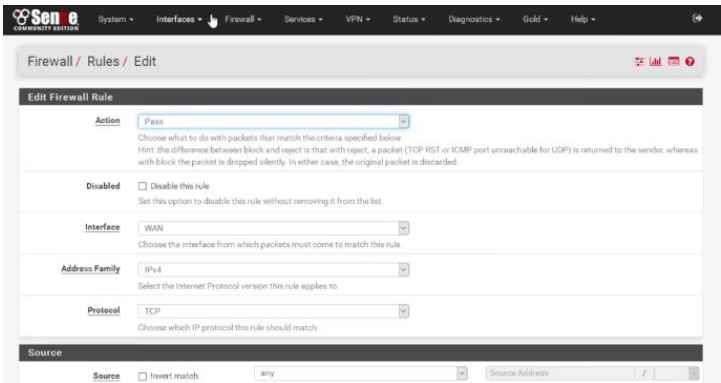 Sense
COMMUNITY EDITION
System Interfaces Firewall Services VPN Status Diagnostics Gold Help
Firewall / Rules / Edit
Edit Firewall Rule
Action Pass
Choose what to do with packets that match the criteria specified below.
Hint: the difference between block and reject is that with reject, a packet (TCP RST or ICMP port unreachable for UDP) is returned to the sender, whereas
with block the packet is dropped silently. In either case, the original packet is discarded.
Disabled Disable this rule
Set this option to disable this rule without removing it from the list.
Interface WAN
Choose the interface from which packets must come to match this rule.
Address Family IPv4
Select the Internet Protocol version this rule applies to.
Protocol TCP
Choose which IP protocol this rule should match.
Source
Source Invert match. any Source Address /